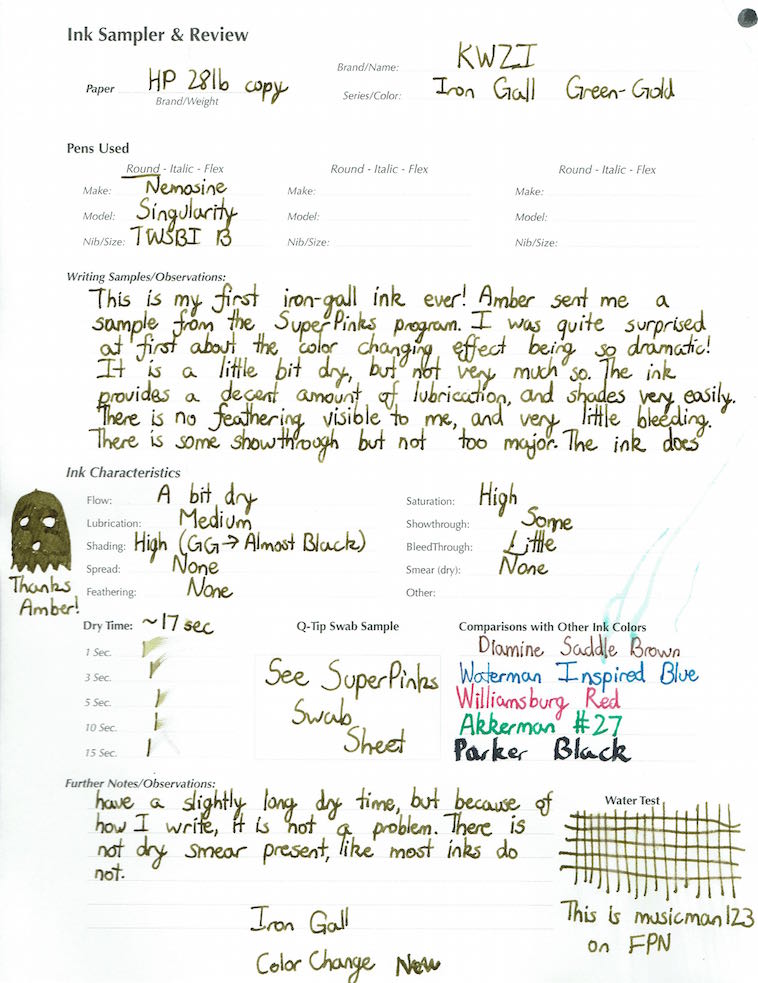 Ink Sampler & Review
Brand/Name: KWZI
Paper HP 28lb copy
Brand/Weight
Series/Color: Iron Gall Green-Gold
Pens Used
Round - Italic - Flex Round - Italic - Flex Round - Italic - Flex
Make: Nemosine Make: Make:
Model: Singularity Model: Model:
Nib/Size: TWSBI B Nib/Size: Nib/Size:
Writing Samples/Observations:
This is my first iron-gall ink ever! Amber sent me a
sample from the SuperPinks program. I was quite surprised
at first about the color changing effect being so dramatic!
It is a little bit dry, but not very much so. The ink
provides a decent amount of lubrication, and shades very easily.
There is no feathering visible to me, and very little bleeding.
There is some showthrough but not too major. The ink does
Ink Characteristics
Flow: A bit dry
Lubrication: Medium
Shading: High (GG → Almost Black)
Spread: None
Feathering: None
Saturation: High
Showthrough: Some
BleedThrough: Little
Smear (dry): None
Other:
Thanks
Amber!
Dry Time: ~17 sec
1 Sec.
3 Sec.
5 Sec.
10 Sec.
15 Sec.
Q-Tip Swab Sample
See SuperPinks
Swab
Sheet
Comparisons with Other Ink Colors
Diamine Saddle Brown
Waterman Inspired Blue
Williamsburg Red
Akkerman #27
Parker Black
Further Notes/Observations:
have a slightly long dry time, but because of
how I write, it is not a problem. There is
not dry smear present, like most inks do
not.
Iron Gall
Color Change New
Water Test
This is musicman123
on FPN